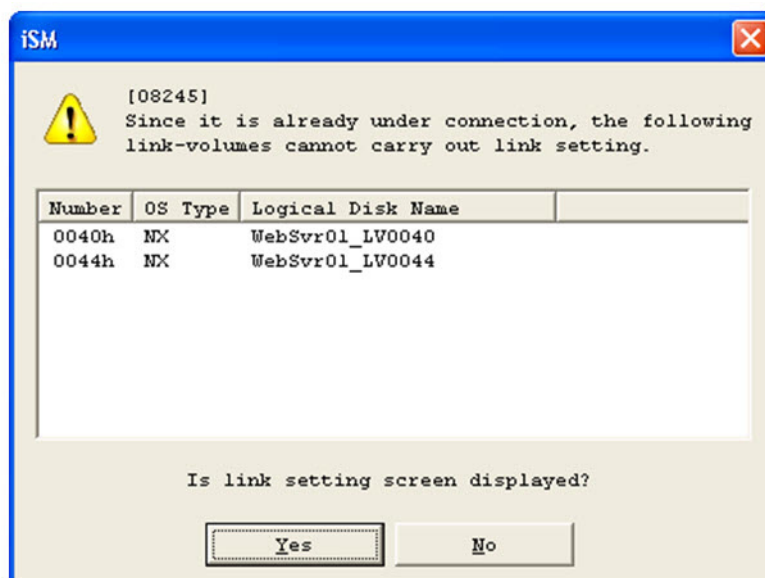 iSM
[08245]
Since it is already under connection, the following
link-volumes cannot carry out link setting.
Number OS Type Logical Disk Name
0040h NX WebSvr01_LV0040
0044h NX WebSvr01_LV0044
Is link setting screen displayed?
Yes No